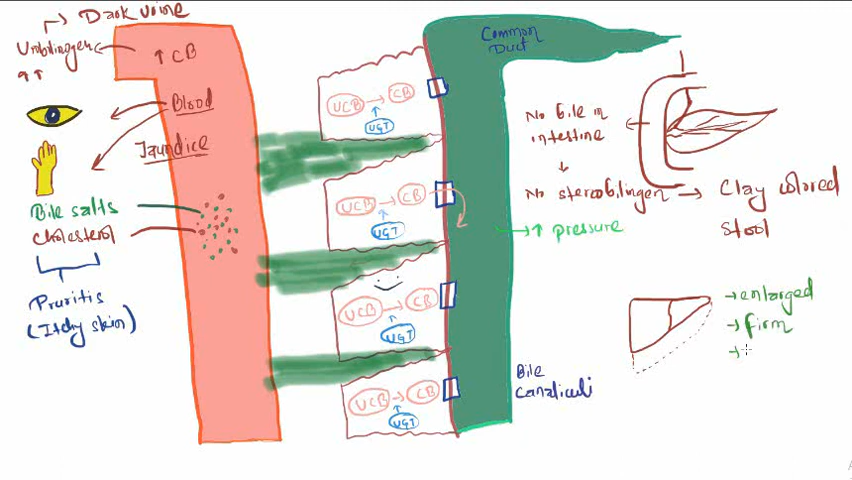 Dark urine
Urobilinogen
↑↑
↑ CB
Blood
Jaundice
Bile salts
cholesterol
Pruritis
(Itchy skin)
UCB → CB
UGT
UCB → CB
UGT
UCB → CB
UGT
UCB → CB
UGT
Common
Duct
→ ↑ pressure
Bile
canaliculi
No bile in
intestine
↓
No stercobilingen → Clay colored
stool
→ enlarged
→ firm
→